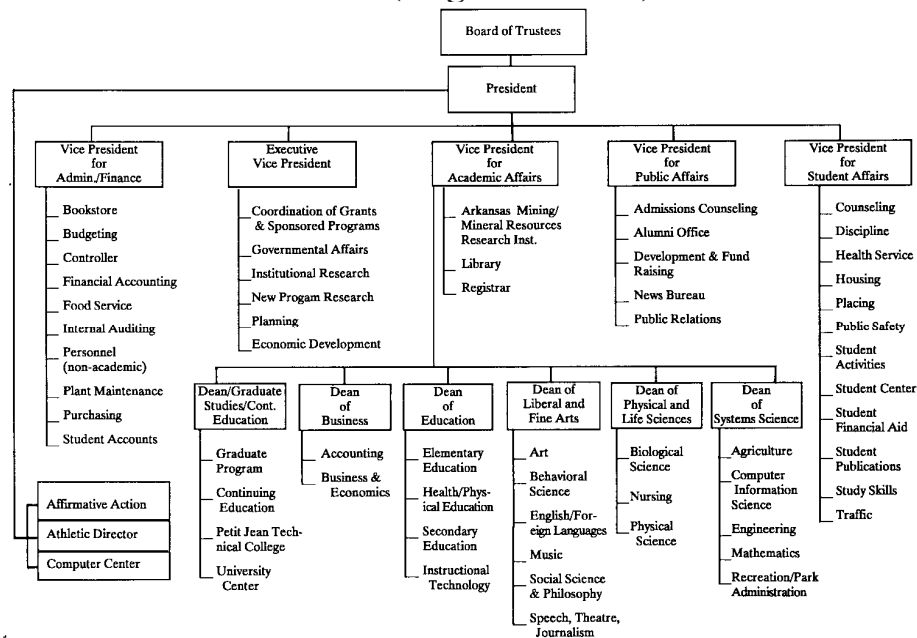 Board of Trustees
President
Vice President
for
Admin./Finance
Bookstore
Budgeting
Controller
Financial Accounting
Food Service
Internal Auditing
Personnel
(non-academic)
Plant Maintenance
Purchasing
Student Accounts
Executive
Vice President
Coordination of Grants
& Sponsored Programs
Governmental Affairs
Institutional Research
New Progam Research
Planning
Economic Development
Vice President
for
Academic Affairs
Arkansas Mining/
Mineral Resources
Research Inst.
Library
Registrar
Vice President
for
Public Affairs
Admissions Counseling
Alumni Office
Development & Fund
Raising
News Bureau
Public Relations
Vice President
for
Student Affairs
Counseling
Discipline
Health Service
Housing
Placing
Public Safety
Student
Activities
Student Center
Student
Financial Aid
Student
Publications
Study Skills
Traffic
Dean/Graduate
Studies/Cont.
Education
Graduate
Program
Continuing
Education
Petit Jean Tech-
nical College
University
Center
Dean
of
Business
Accounting
Business &
Economics
Dean
of
Education
Elementary
Education
Health/Phys-
ical Education
Secondary
Education
Instructional
Technology
Dean of
Liberal and
Fine Arts
Art
Behavioral
Science
English/For-
eign Languages
Music
Social Science
& Philosophy
Speech, Theatre,
Journalism
Dean of
Physical and
Life Sciences
Biological
Science
Nursing
Physical
Science
Dean
of
Systems Science
Agriculture
Computer
Information
Science
Engineering
Mathematics
Recreation/Park
Administration
Affirmative Action
Athletic Director
Computer Center